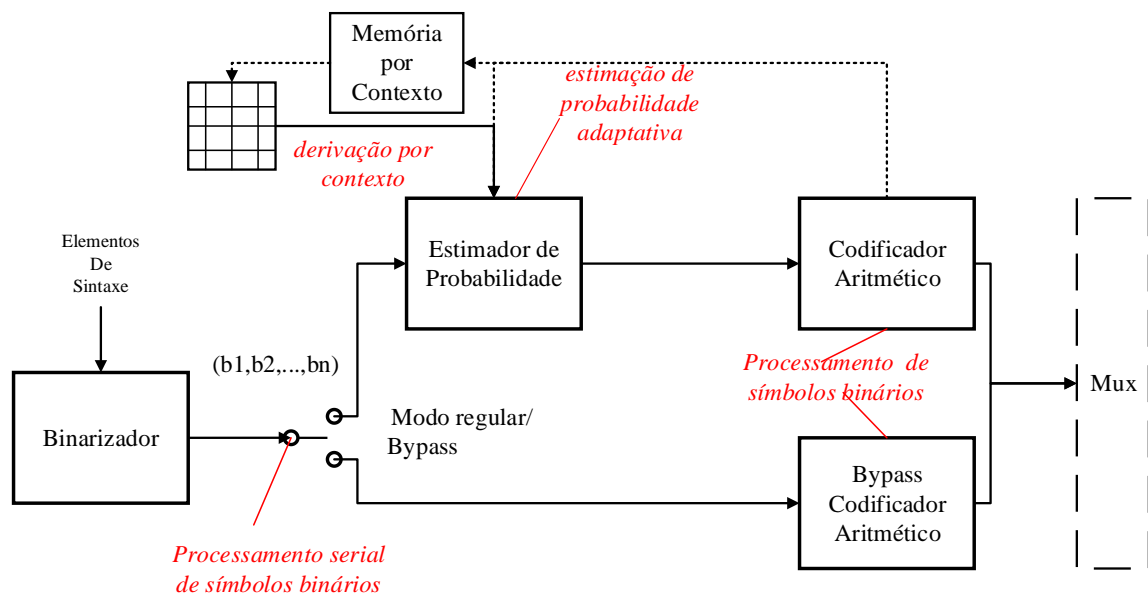 Memória
por
Contexto
estimação de
probabilidade
adaptativa
derivação por
contexto
Elementos
De
Sintaxe
Estimador de
Probabilidade
Codificador
Aritmético
(b1,b2,...,bn)
Processamento de
símbolos binários
Mux
Binarizador
Modo regular/
Bypass
Bypass
Codificador
Aritmético
Processamento serial
de símbolos binários